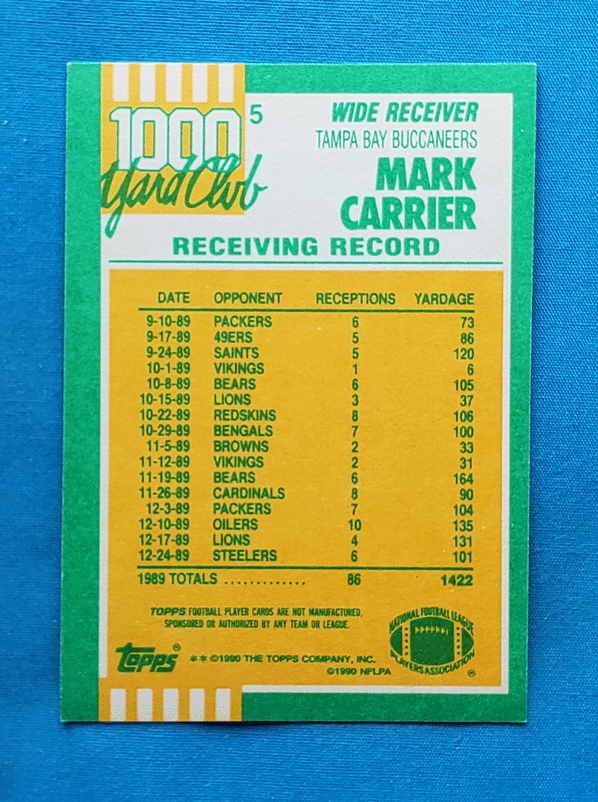 1000 5 WIDE RECEIVER
Yard Club TAMPA BAY BUCCANEERS
MARK
CARRIER
RECEIVING RECORD
DATE OPPONENT RECEPTIONS YARDAGE
9-10-89 PACKERS 6 73
9-17-89 49ERS 5 86
9-24-89 SAINTS 5 120
10-1-89 VIKINGS 1 6
10-8-89 BEARS 6 105
10-15-89 LIONS 3 37
10-22-89 REDSKINS 8 106
10-29-89 BENGALS 7 100
11-5-89 BROWNS 2 33
11-12-89 VIKINGS 2 31
11-19-89 BEARS 6 164
11-26-89 CARDINALS 8 90
12-3-89 PACKERS 7 104
12-10-89 OILERS 10 135
12-17-89 LIONS 4 131
12-24-89 STEELERS 6 101
1989 TOTALS ............. 86 1422
TOPPS FOOTBALL PLAYER CARDS ARE NOT MANUFACTURED,
SPONSORED OR AUTHORIZED BY ANY TEAM OR LEAGUE.
NATIONAL FOOTBALL LEAGUE
PLAYERS ASSOCIATION ®
topps® **©1990 THE TOPPS COMPANY, INC.
©1990 NFLPA